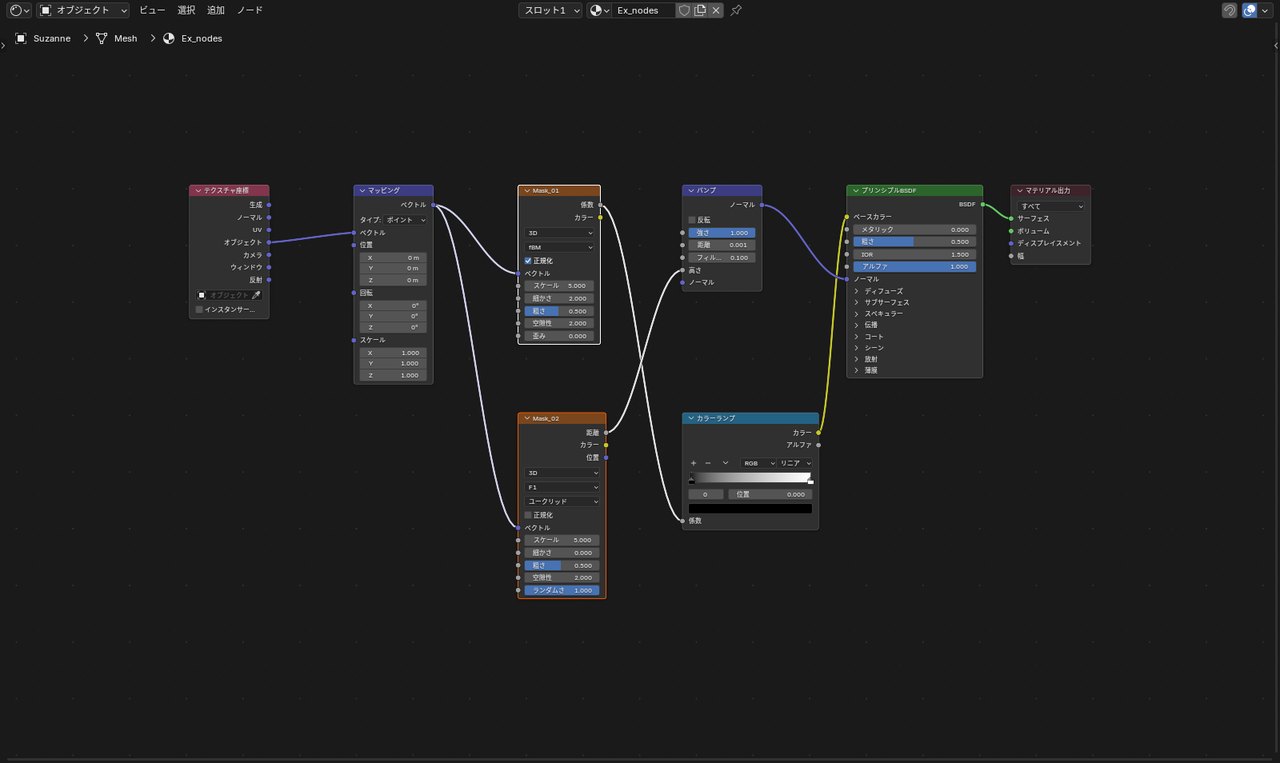 オブジェクト ビュー 選択 追加 ノード スロット1 Ex_nodes
Suzanne Mesh Ex_nodes
テクスチャ座標
生成
ノーマル
UV
オブジェクト
カメラ
ウィンドウ
反射
オブジェクト
インスタンサー...
マッピング
ベクトル
タイプ: ポイント
ベクトル
位置
X 0 m
Y 0 m
Z 0 m
回転
X 0°
Y 0°
Z 0°
スケール
X 1.000
Y 1.000
Z 1.000
Mask_01
係数
カラー
3D
fBM
正規化
ベクトル
スケール 5.000
細かさ 2.000
粗さ 0.500
空隙性 2.000
歪み 0.000
Mask_02
距離
カラー
位置
3D
F1
ユークリッド
正規化
ベクトル
スケール 5.000
細かさ 0.000
粗さ 0.500
空隙性 2.000
ランダムさ 1.000
バンプ
ノーマル
反転
強さ 1.000
距離 0.001
フィル... 0.100
高さ
ノーマル
カラーランプ
カラー
アルファ
RGB リニア
0 位置 0.000
係数
プリンシプルBSDF
BSDF
ベースカラー
メタリック 0.000
粗さ 0.500
IOR 1.500
アルファ 1.000
ノーマル
ディフューズ
サブサーフェス
スペキュラー
伝播
コート
シーン
放射
薄膜
マテリアル出力
すべて
サーフェス
ボリューム
ディスプレイスメント
幅